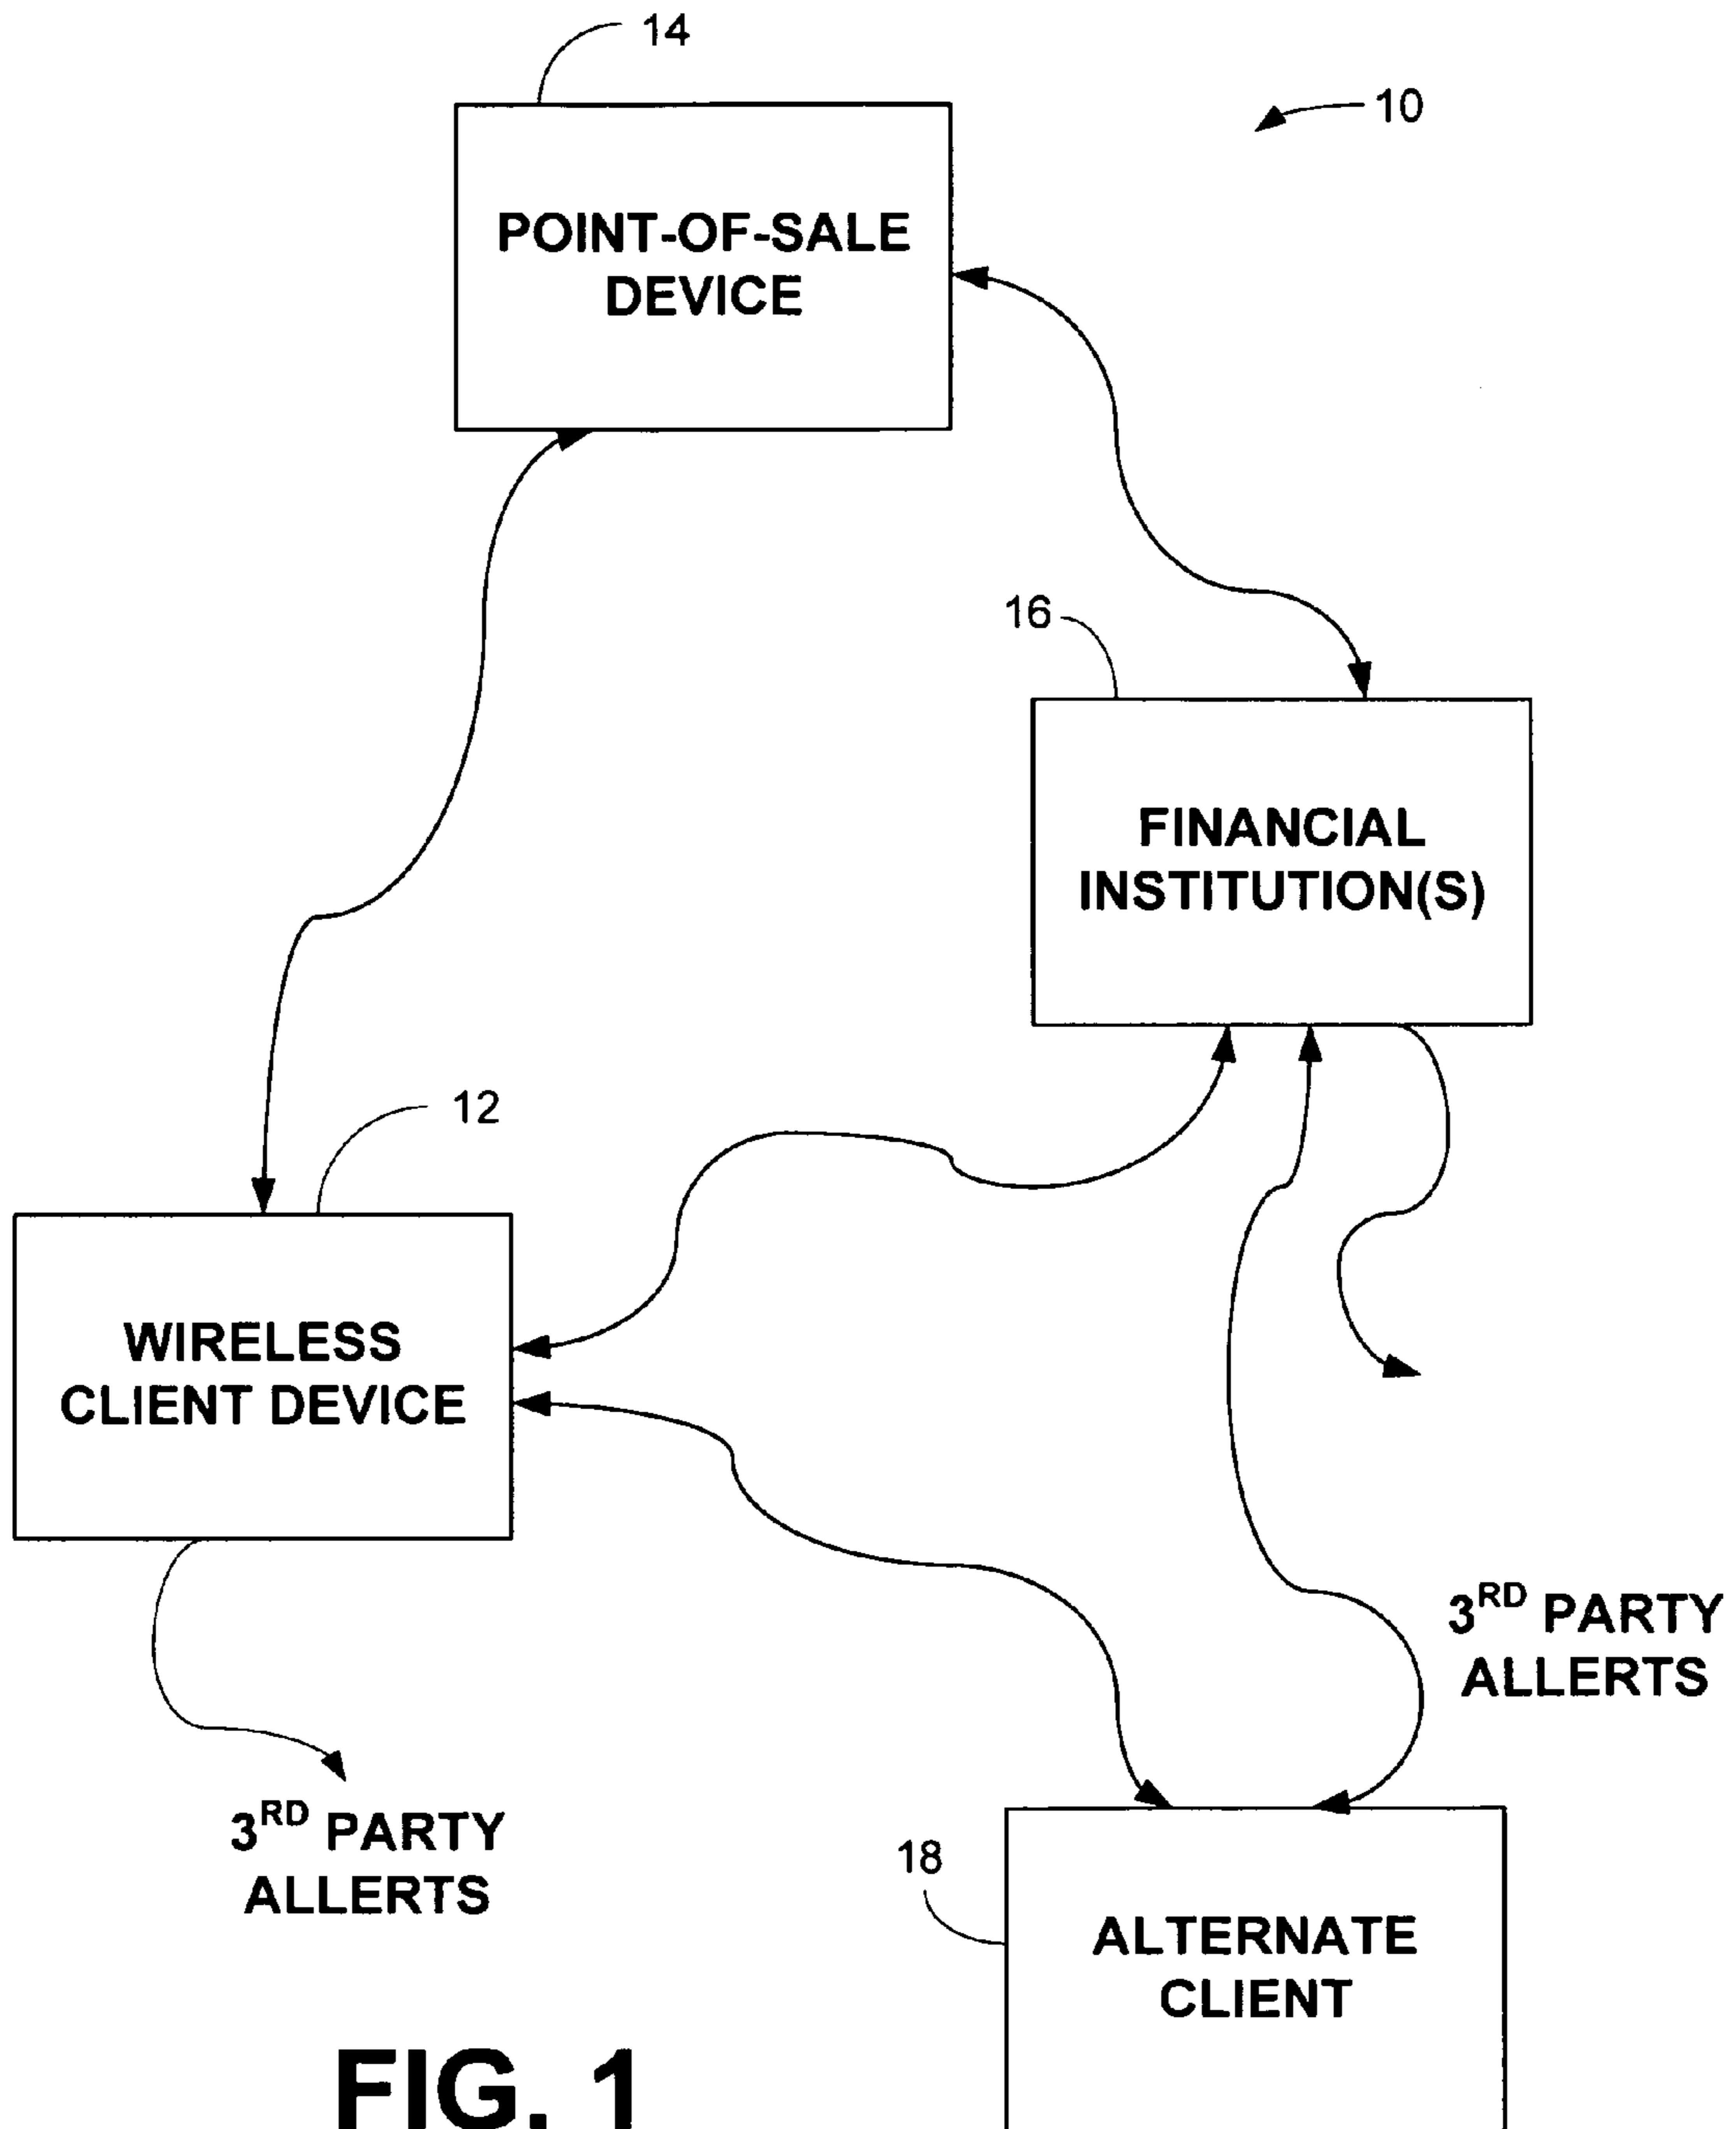 14
10
POINT-OF-SALE
DEVICE
16
FINANCIAL
INSTITUTION(S)
12
WIRELESS
CLIENT DEVICE
3RD PARTY
ALLERTS
3RD PARTY
ALLERTS
18
ALTERNATE
CLIENT
FIG. 1